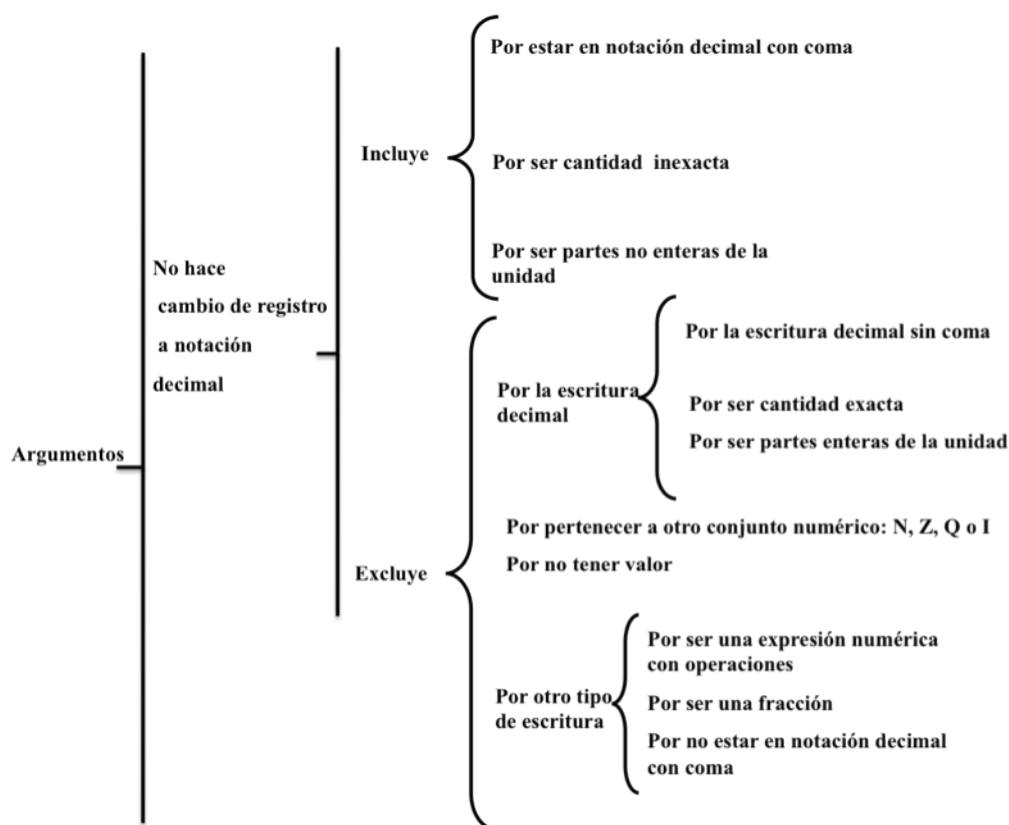 Argumentos
No hace
cambio de registro
a notación
decimal
Incluye
Por estar en notación decimal con coma
Por ser cantidad inexacta
Por ser partes no enteras de la
unidad
Excluye
Por la escritura
decimal
Por la escritura decimal sin coma
Por ser cantidad exacta
Por ser partes enteras de la unidad
Por pertenecer a otro conjunto numérico: N, Z, Q o I
Por no tener valor
Por otro tipo
de escritura
Por ser una expresión numérica
con operaciones
Por ser una fracción
Por no estar en notación decimal
con coma